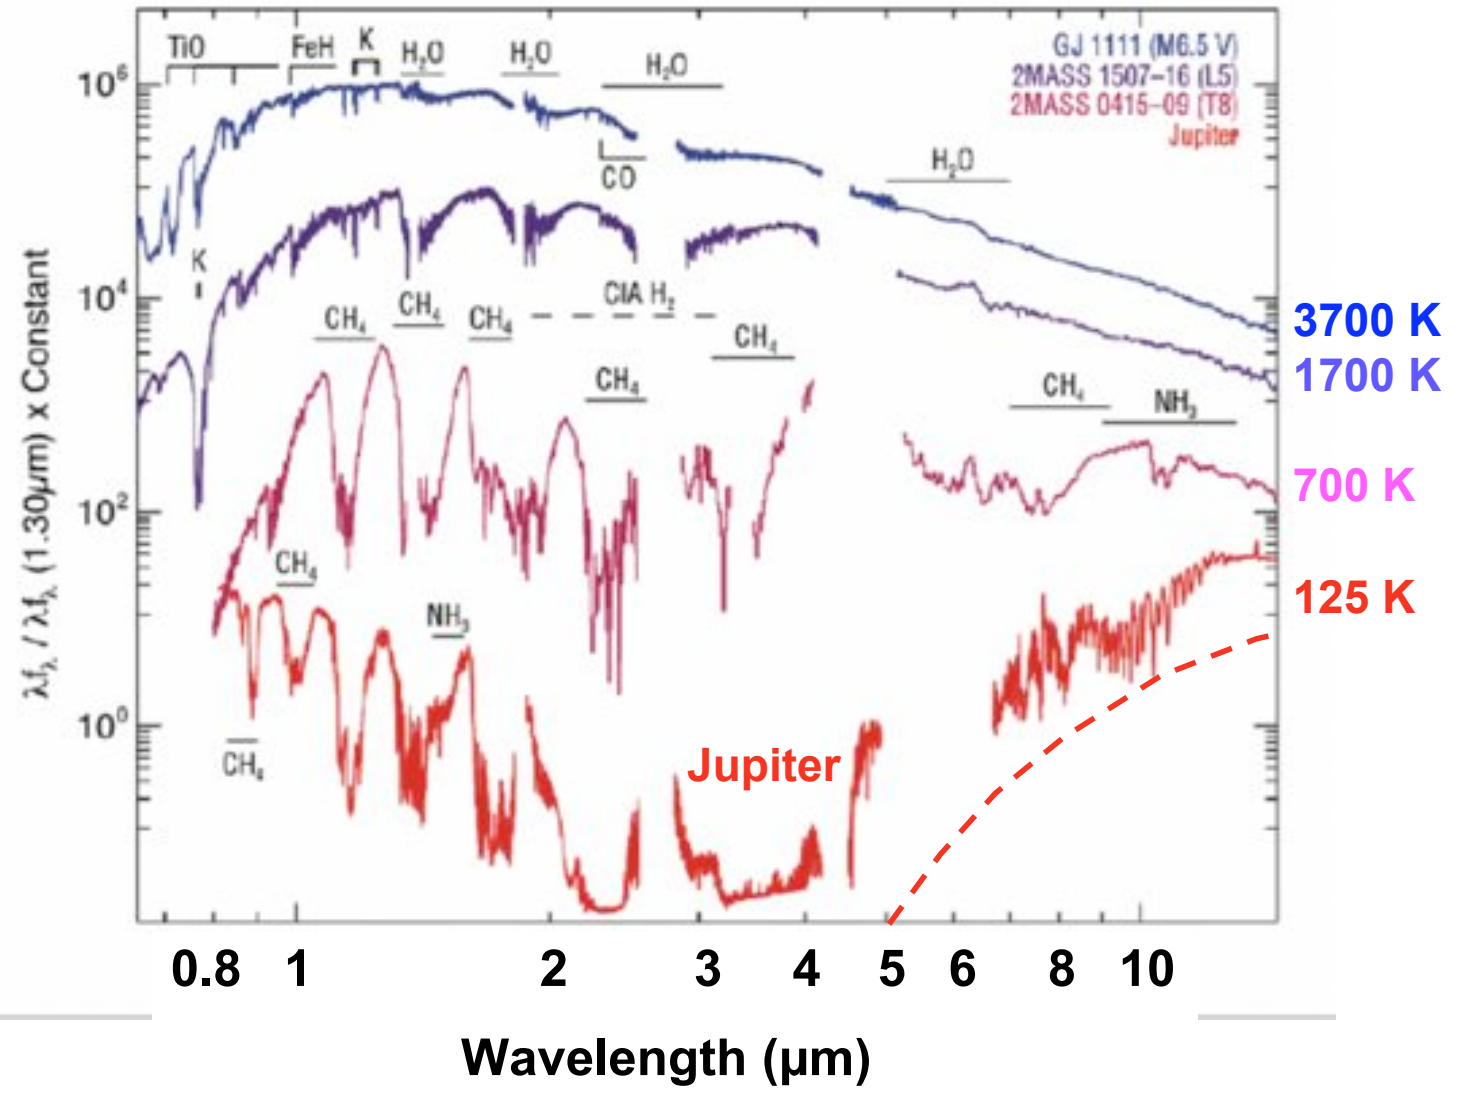 TiO FeH K H₂O H₂O H₂O
GJ 1111 (M6.5 V)
2MASS 1507–16 (L5)
2MASS 0415–09 (T8)
Jupiter
10⁶
CO
H₂O
K
10⁴
CH₄ CH₄ CH₄
CIA H₂
CH₄
CH₄
CH₄ NH₃
3700 K
1700 K
700 K
125 K
10²
CH₄
NH₃
10⁰
CH₄
Jupiter
λf_λ / λf_λ (1.30µm) x Constant
0.8 1 2 3 4 5 6 8 10
Wavelength (µm)